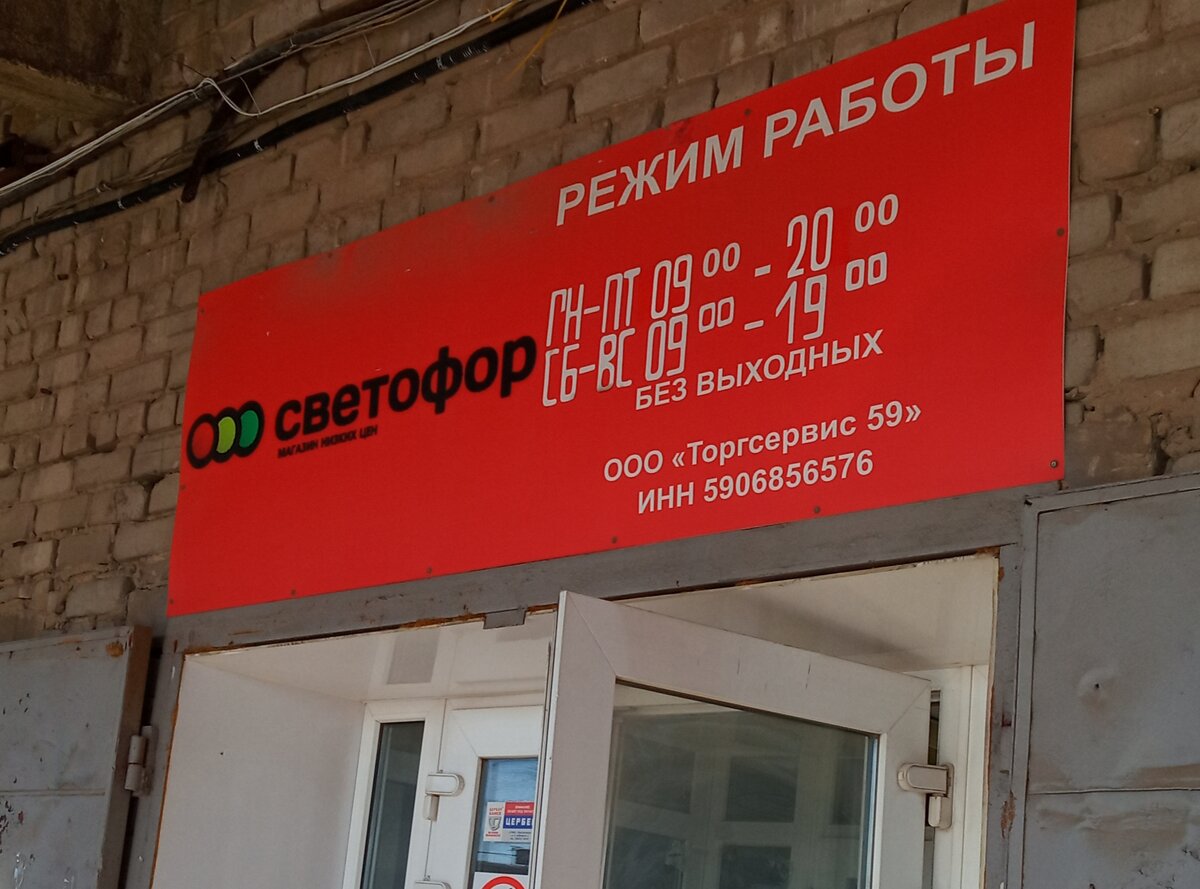 РЕЖИМ РАБОТЫ
ПН-ПТ 09 00 - 20 00
СБ-ВС 09 00 - 19 00
БЕЗ ВЫХОДНЫХ
светофор
МАГАЗИН НИЗКИХ ЦЕН
ООО «Торгсервис 59»
ИНН 5906856576
ЦЕРБЕ